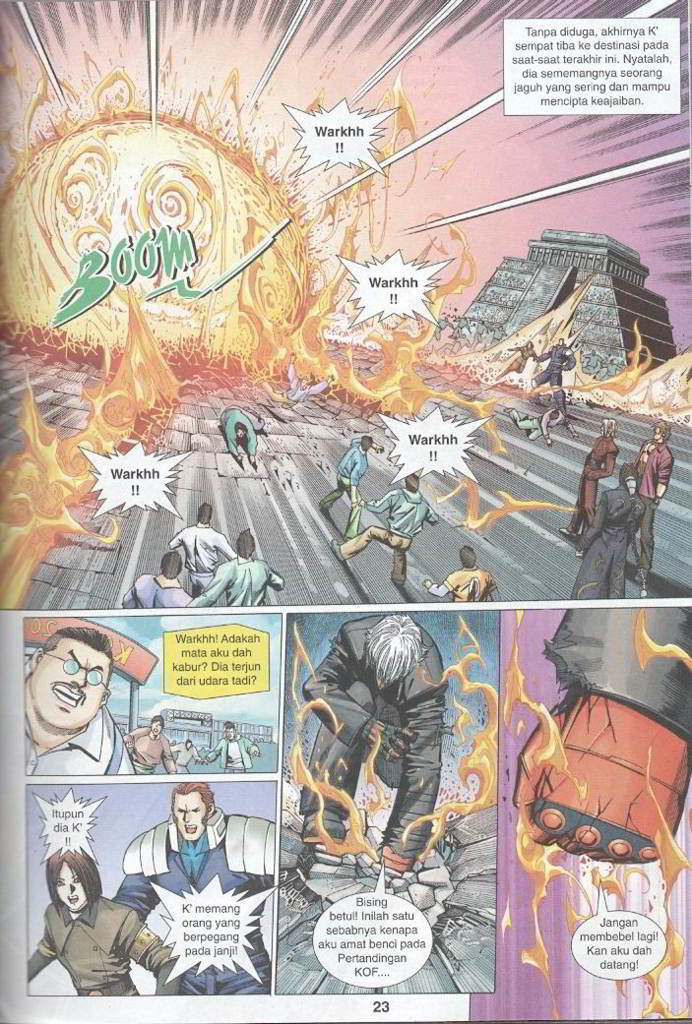 Tanpa diduga, akhirnya K'
sempat tiba ke destinasi pada
saat-saat terakhir ini. Nyatalah,
dia sememangnya seorang
jaguh yang sering dan mampu
mencipta keajaiban.
Warkhh
!!
BOOM
Warkhh
!!
Warkhh
!!
Warkhh
!!
Warkhh! Adakah
mata aku dah
kabur? Dia terjun
dari udara tadi?
Itupun
dia K'
!!
K' memang
orang yang
berpegang
pada janji!
Bising
betul! Inilah satu
sebabnya kenapa
aku amat benci pada
Pertandingan
KOF....
Jangan
membebel lagi!
Kan aku dah
datang!
23